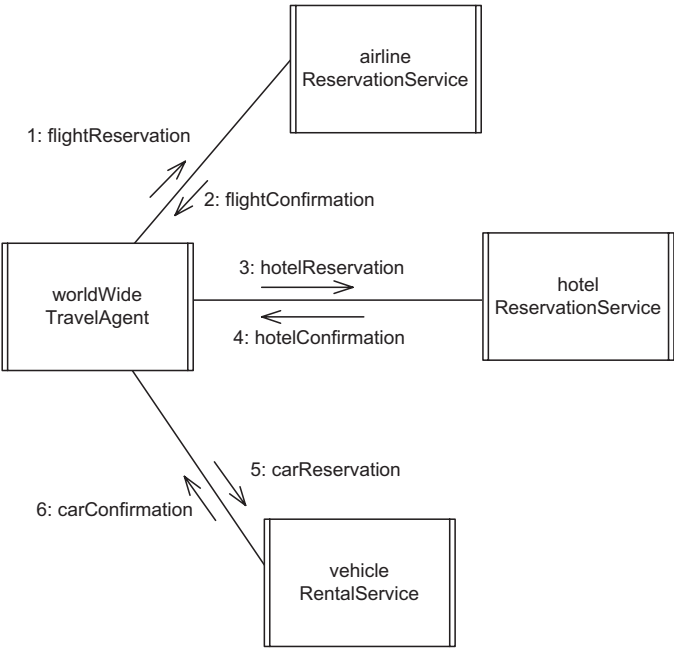 airline
ReservationService
1: flightReservation
2: flightConfirmation
3: hotelReservation
hotel
ReservationService
worldWide
TravelAgent
4: hotelConfirmation
5: carReservation
6: carConfirmation
vehicle
RentalService